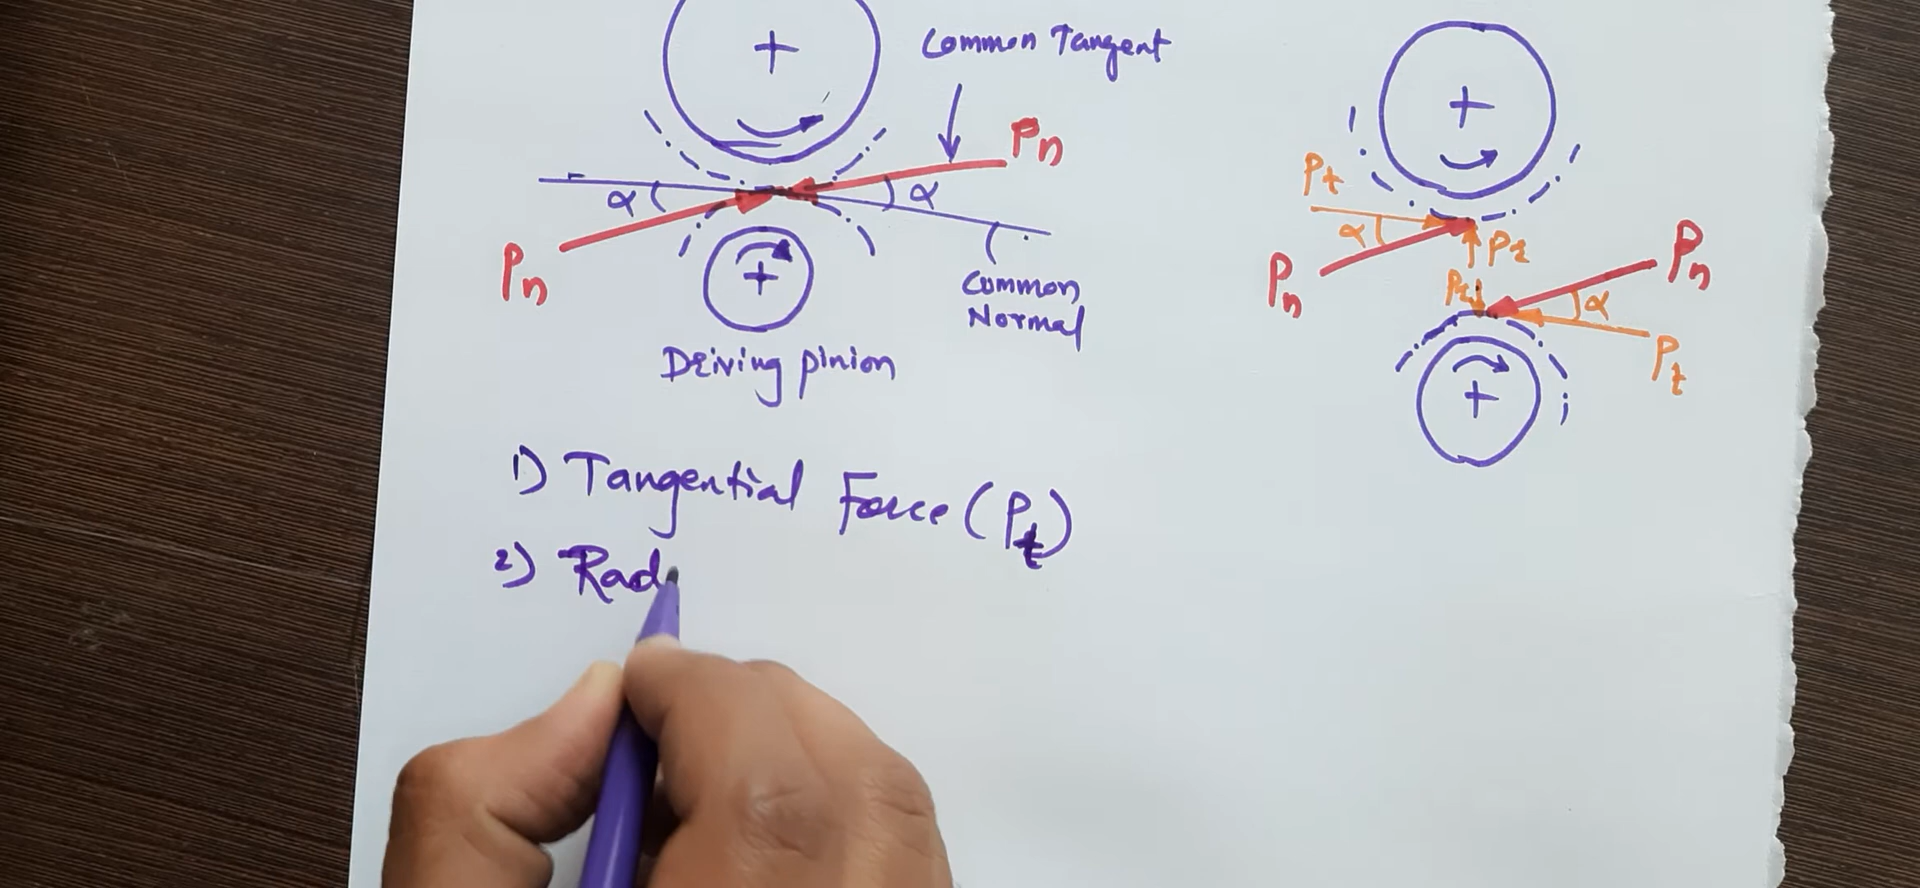 Common Tangent
Pn
α
α
Pn
Common
Normal
Driving pinion
Pt
α
Pr
Pn
Pr
Pn
α
Pt
1) Tangential Force (Pt)
2) Rad